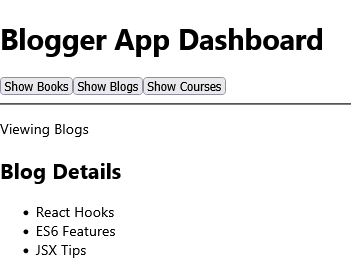 Blogger App Dashboard
Show Books Show Blogs Show Courses
Viewing Blogs
Blog Details
React Hooks
ES6 Features
JSX Tips